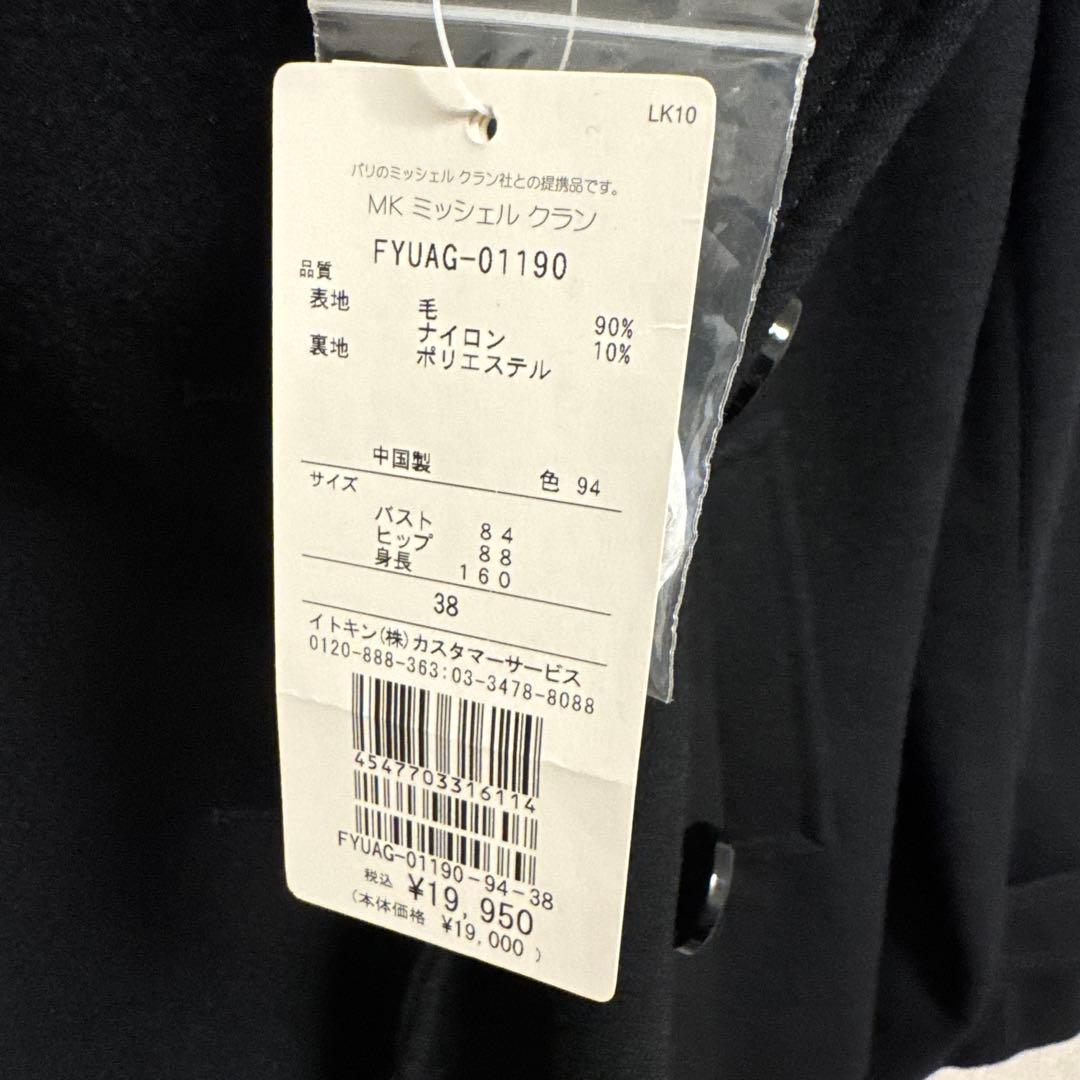 LK10
パリのミッシェル クラン社との提携品です。
MK ミッシェル クラン
FYUAG-01190
品質
表地 毛 90%
ナイロン 10%
裏地 ポリエステル
中国製 色 94
サイズ
バスト 84
ヒップ 88
身長 160
38
イトキン(株)カスタマーサービス
0120-888-363:03-3478-8088
4547703316114
FYUAG-01190-94-38
税込 ¥19,950
(本体価格 ¥19,000 )